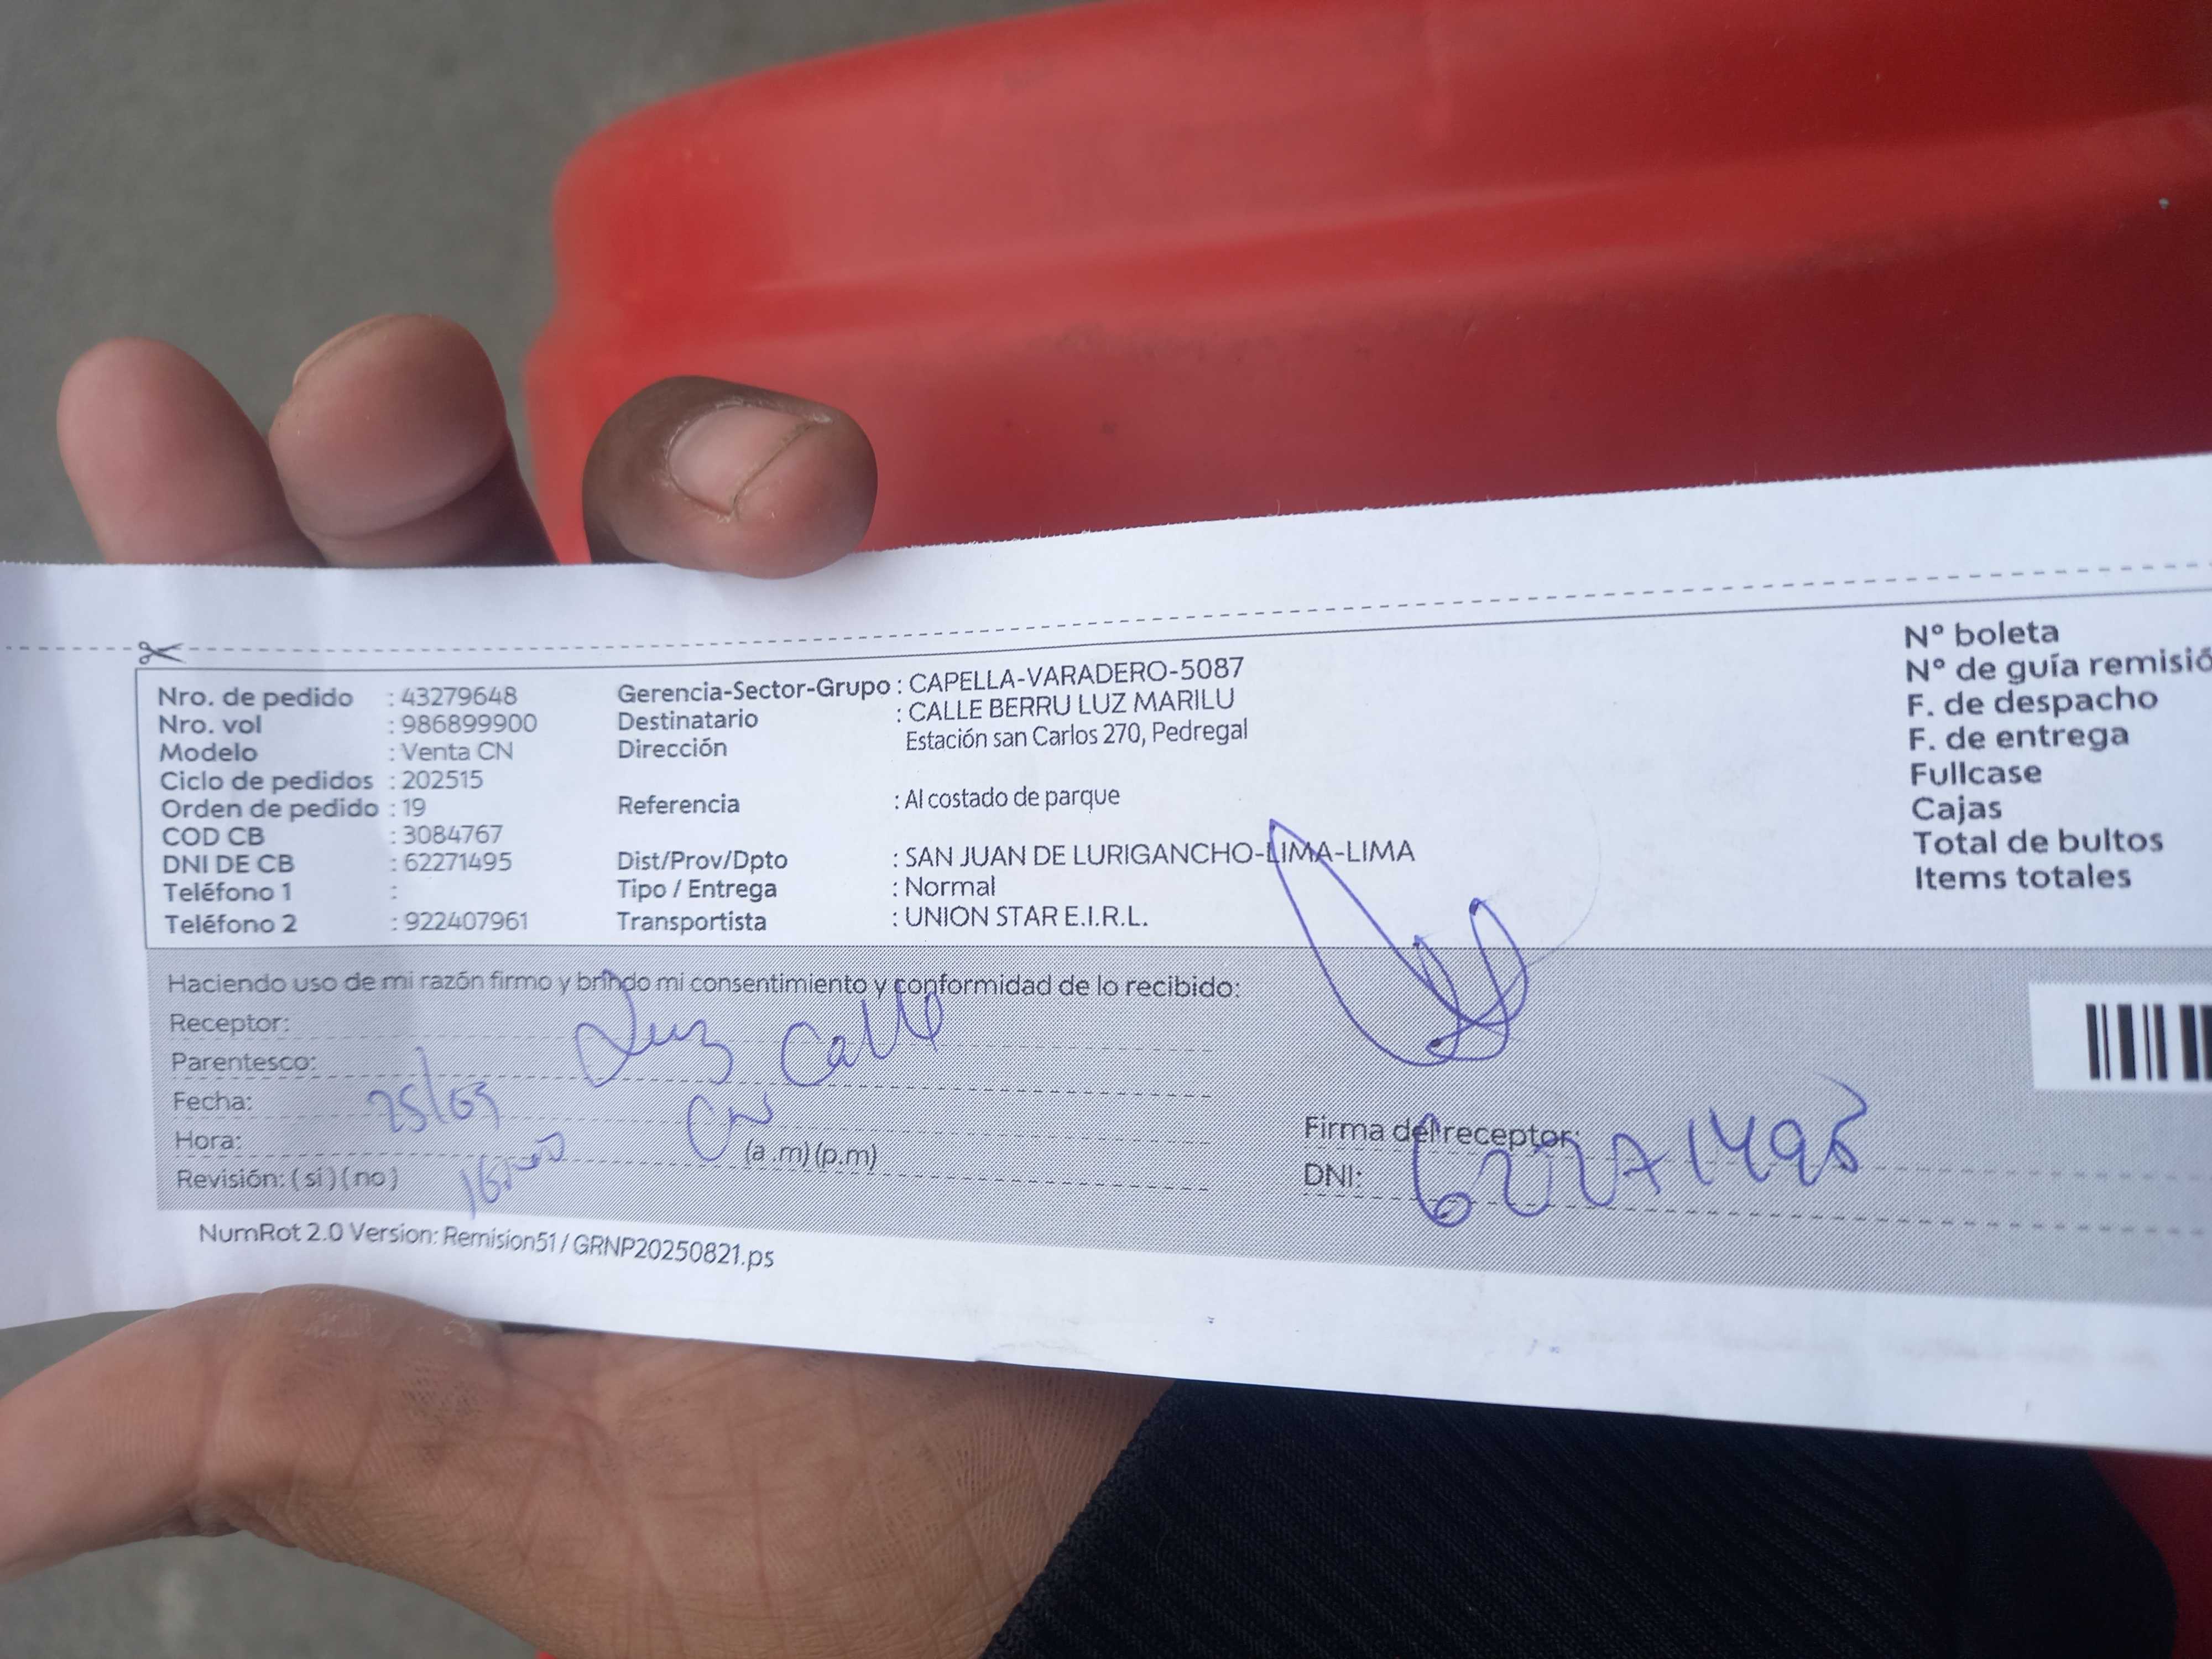 Nro. de pedido : 43279648
Nro. vol : 986899900
Modelo : Venta CN
Ciclo de pedidos : 202515
Orden de pedido : 19
COD CB : 3084767
DNI DE CB : 62271495
Teléfono 1 :
Teléfono 2 : 922407961
Gerencia-Sector-Grupo : CAPELLA-VARADERO-5087
Destinatario : CALLE BERRU LUZ MARILU
Dirección Estación san Carlos 270, Pedregal
Referencia : Al costado de parque
Dist/Prov/Dpto : SAN JUAN DE LURIGANCHO-LIMA-LIMA
Tipo / Entrega : Normal
Transportista : UNION STAR E.I.R.L.
Nº boleta
Nº de guía remisió
F. de despacho
F. de entrega
Fullcase
Cajas
Total de bultos
Items totales
Haciendo uso de mi razón firmo y brindo mi consentimiento y conformidad de lo recibido:
Receptor: Luz Calle
Parentesco: CN
Fecha: 25/09
Hora: (a .m) (p.m)
Revisión: ( si ) ( no )
Firma del receptor:
DNI: 62271495
NumRot 2.0 Version: Remision51 / GRNP20250821.ps